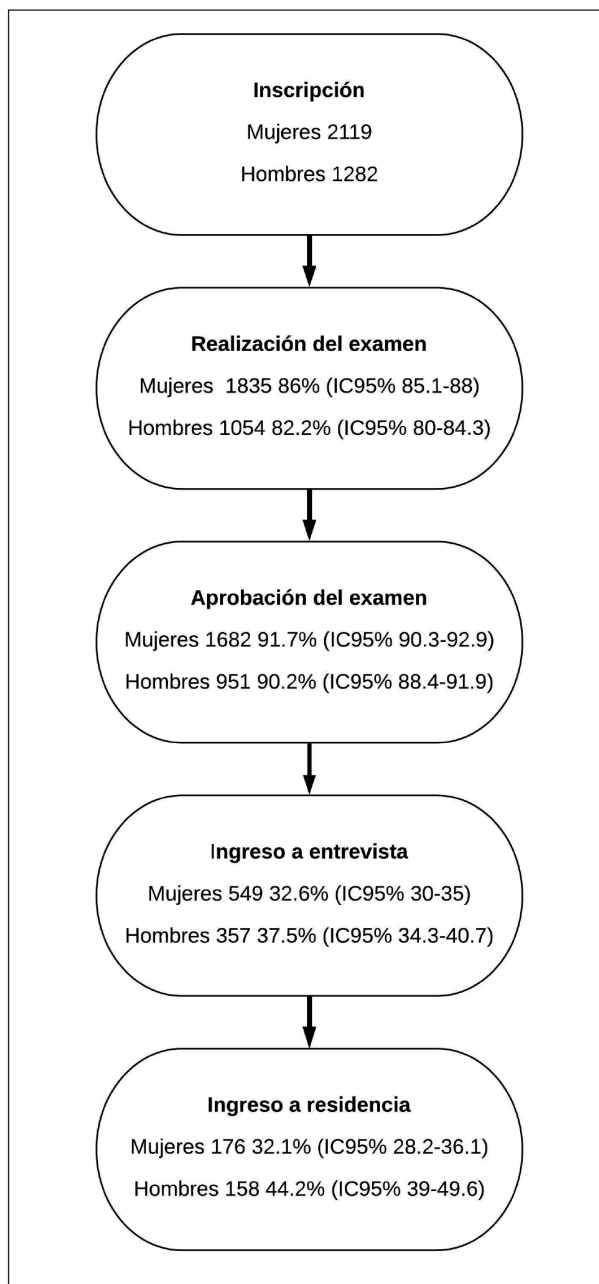 Inscripción
Mujeres 2119
Hombres 1282
Realización del examen
Mujeres 1835 86% (IC95% 85.1-88)
Hombres 1054 82.2% (IC95% 80-84.3)
Aprobación del examen
Mujeres 1682 91.7% (IC95% 90.3-92.9)
Hombres 951 90.2% (IC95% 88.4-91.9)
Ingreso a entrevista
Mujeres 549 32.6% (IC95% 30-35)
Hombres 357 37.5% (IC95% 34.3-40.7)
Ingreso a residencia
Mujeres 176 32.1% (IC95% 28.2-36.1)
Hombres 158 44.2% (IC95% 39-49.6)